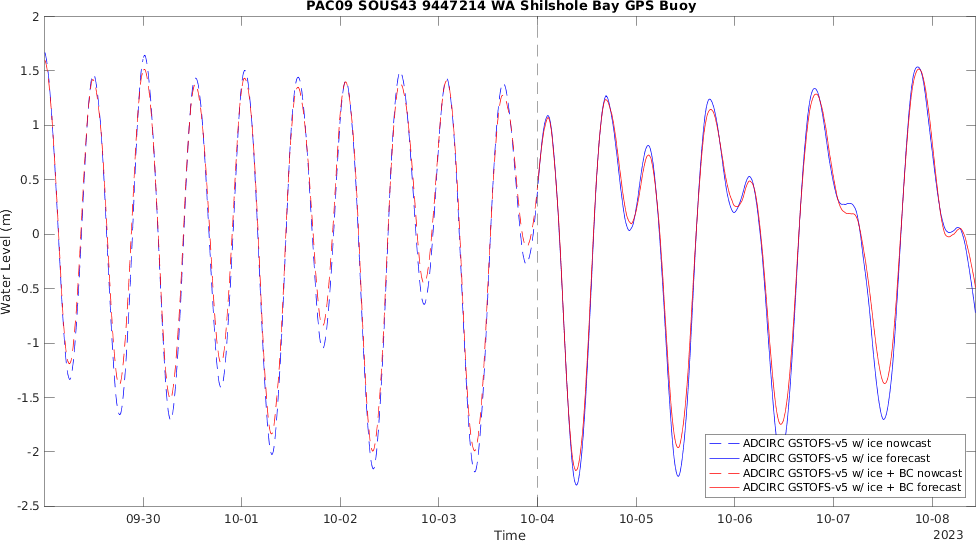 PAC09 SOUS43 9447214 WA Shilshole Bay GPS Buoy
2
1.5
1
0.5
0
-0.5
-1
-1.5
-2
-2.5
Water Level (m)
ADCIRC GSTOFS-v5 w/ ice nowcast
ADCIRC GSTOFS-v5 w/ ice forecast
ADCIRC GSTOFS-v5 w/ ice + BC nowcast
ADCIRC GSTOFS-v5 w/ ice + BC forecast
09-30 10-01 10-02 10-03 10-04 10-05 10-06 10-07 10-08
Time
2023